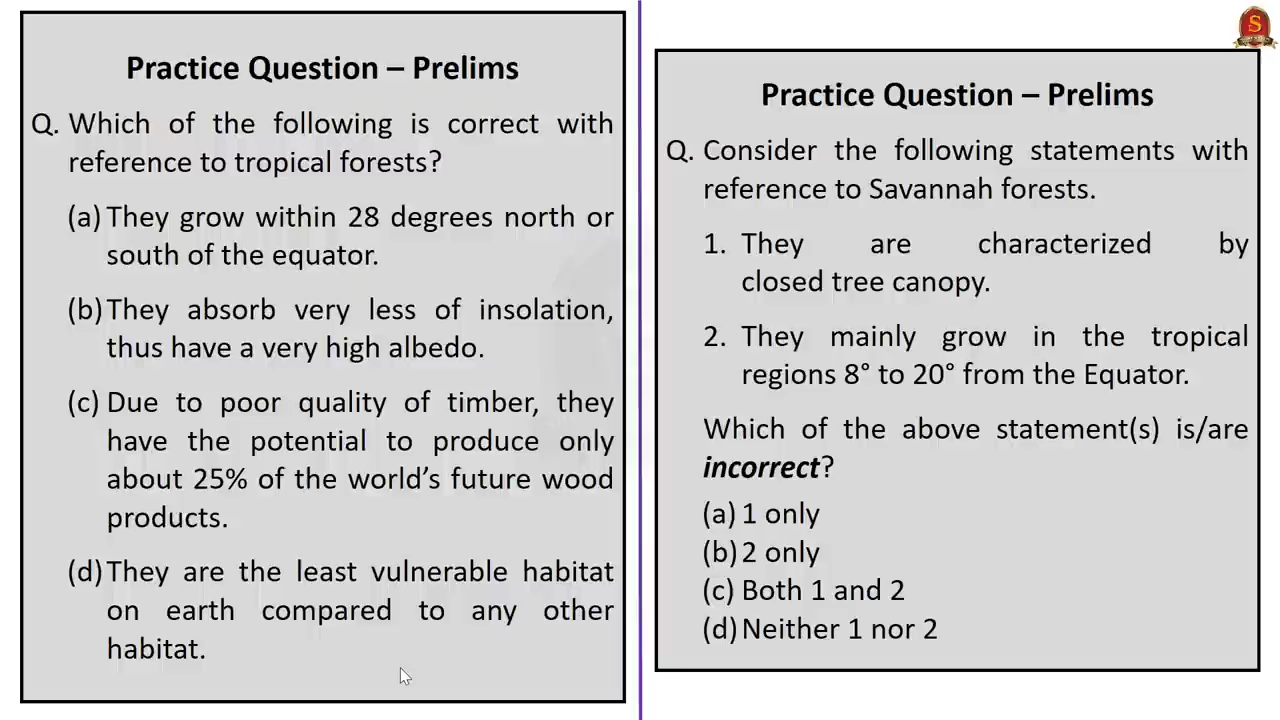 Practice Question – Prelims
Q. Which of the following is correct with
reference to tropical forests?
(a) They grow within 28 degrees north or
south of the equator.
(b) They absorb very less of insolation,
thus have a very high albedo.
(c) Due to poor quality of timber, they
have the potential to produce only
about 25% of the world’s future wood
products.
(d) They are the least vulnerable habitat
on earth compared to any other
habitat.
Practice Question – Prelims
Q. Consider the following statements with
reference to Savannah forests.
1. They are characterized by
closed tree canopy.
2. They mainly grow in the tropical
regions 8° to 20° from the Equator.
Which of the above statement(s) is/are
incorrect?
(a) 1 only
(b) 2 only
(c) Both 1 and 2
(d) Neither 1 nor 2
S